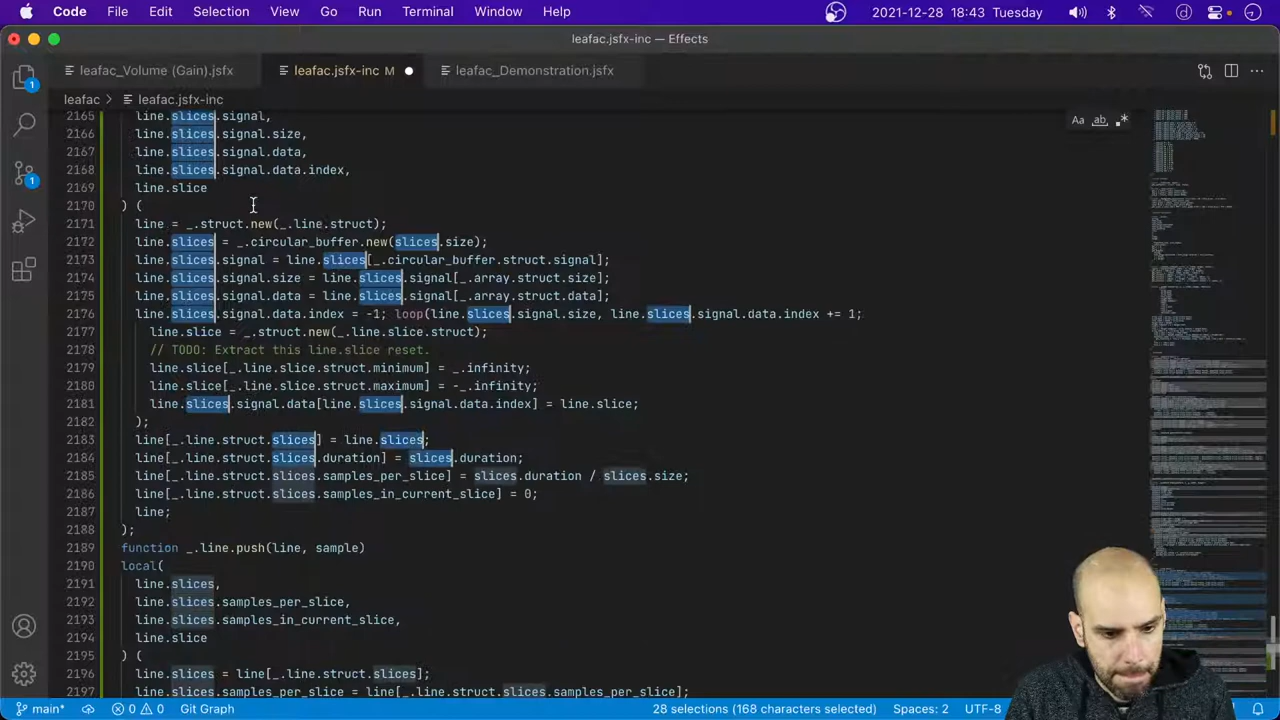 Code File Edit Selection View Go Run Terminal Window Help 2021-12-28 18:43 Tuesday
leafac.jsfx-inc — Effects
leafac_Volume (Gain).jsfx leafac.jsfx-inc M leafac_Demonstration.jsfx
leafac > leafac.jsfx-inc
Aa ab
2165 line.slices.signal,
2166 line.slices.signal.size,
2167 line.slices.signal.data,
2168 line.slices.signal.data.index,
2169 line.slice
2170 ) (
2171 line = _.struct.new(_.line.struct);
2172 line.slices = _.circular_buffer.new(slices.size);
2173 line.slices.signal = line.slices[_.circular_buffer.struct.signal];
2174 line.slices.size = line.slices.signal[_.array.struct.size];
2175 line.slices.data = line.slices.signal[_.array.struct.data];
2176 line.slices.signal.data.index = -1; loop(line.slices.signal.size, line.slices.signal.data.index += 1;
2177 line.slice = _.struct.new(_.line.slice.struct);
2178 // TODO: Extract this line.slice reset.
2179 line.slice[_.line.slice.struct.minimum] = _.infinity;
2180 line.slice[_.line.slice.struct.maximum] = -_.infinity;
2181 line.slices.signal.data[line.slices.signal.data.index] = line.slice;
2182 );
2183 line[_.line.struct.slices] = line.slices;
2184 line[_.line.struct.slices.duration] = slices.duration;
2185 line[_.line.struct.slices.samples_per_slice] = slices.duration / slices.size;
2186 line[_.line.struct.slices.samples_in_current_slice] = 0;
2187 line;
2188 );
2189 function _.line.push(line, sample)
2190 local(
2191 line.slices,
2192 line.slices.samples_per_slice,
2193 line.slices.samples_in_current_slice,
2194 line.slice
2195 ) (
2196 line.slices = line[_.line.struct.slices];
2197 line.slices.samples_per_slice = line[_.line.struct.slices.samples_per_slice];
1
1
main* 0 0 Git Graph 28 selections (168 characters selected) Spaces: 2 UTF-8